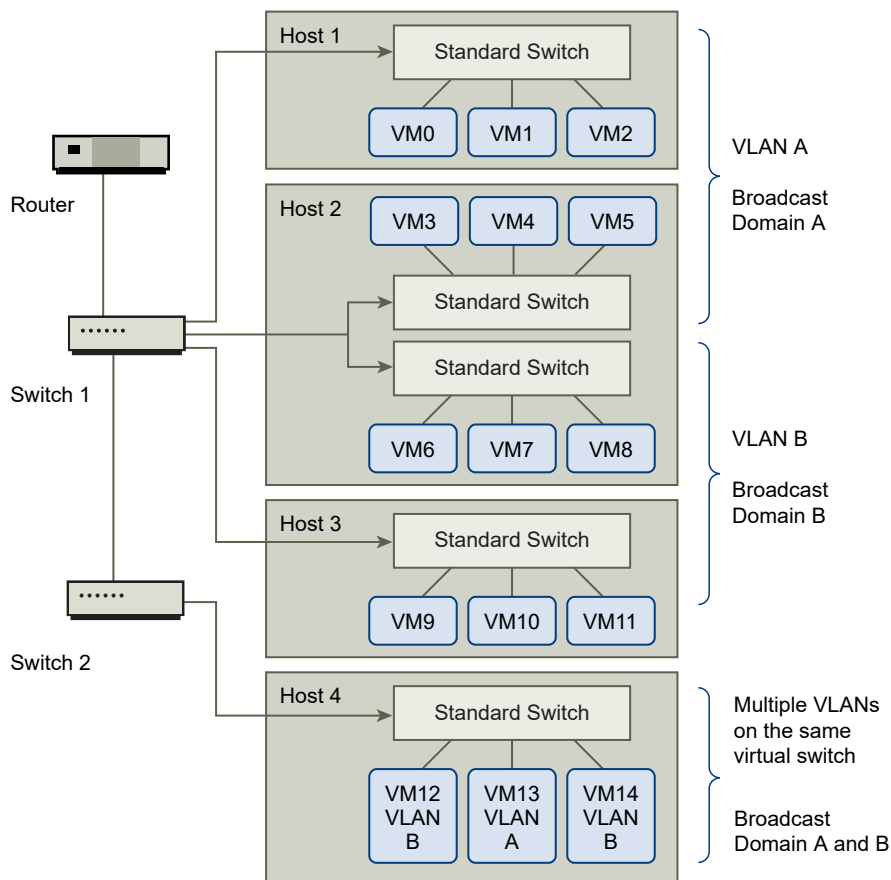 Host 1
Standard Switch
VM0
VM1
VM2
Router
VLAN A
Broadcast
Domain A
Host 2
VM3
VM4
VM5
Standard Switch
Standard Switch
VM6
VM7
VM8
Switch 1
VLAN B
Broadcast
Domain B
Host 3
Standard Switch
VM9
VM10
VM11
Switch 2
Host 4
Standard Switch
VM12
VLAN
B
VM13
VLAN
A
VM14
VLAN
B
Multiple VLANs
on the same
virtual switch
Broadcast
Domain A and B